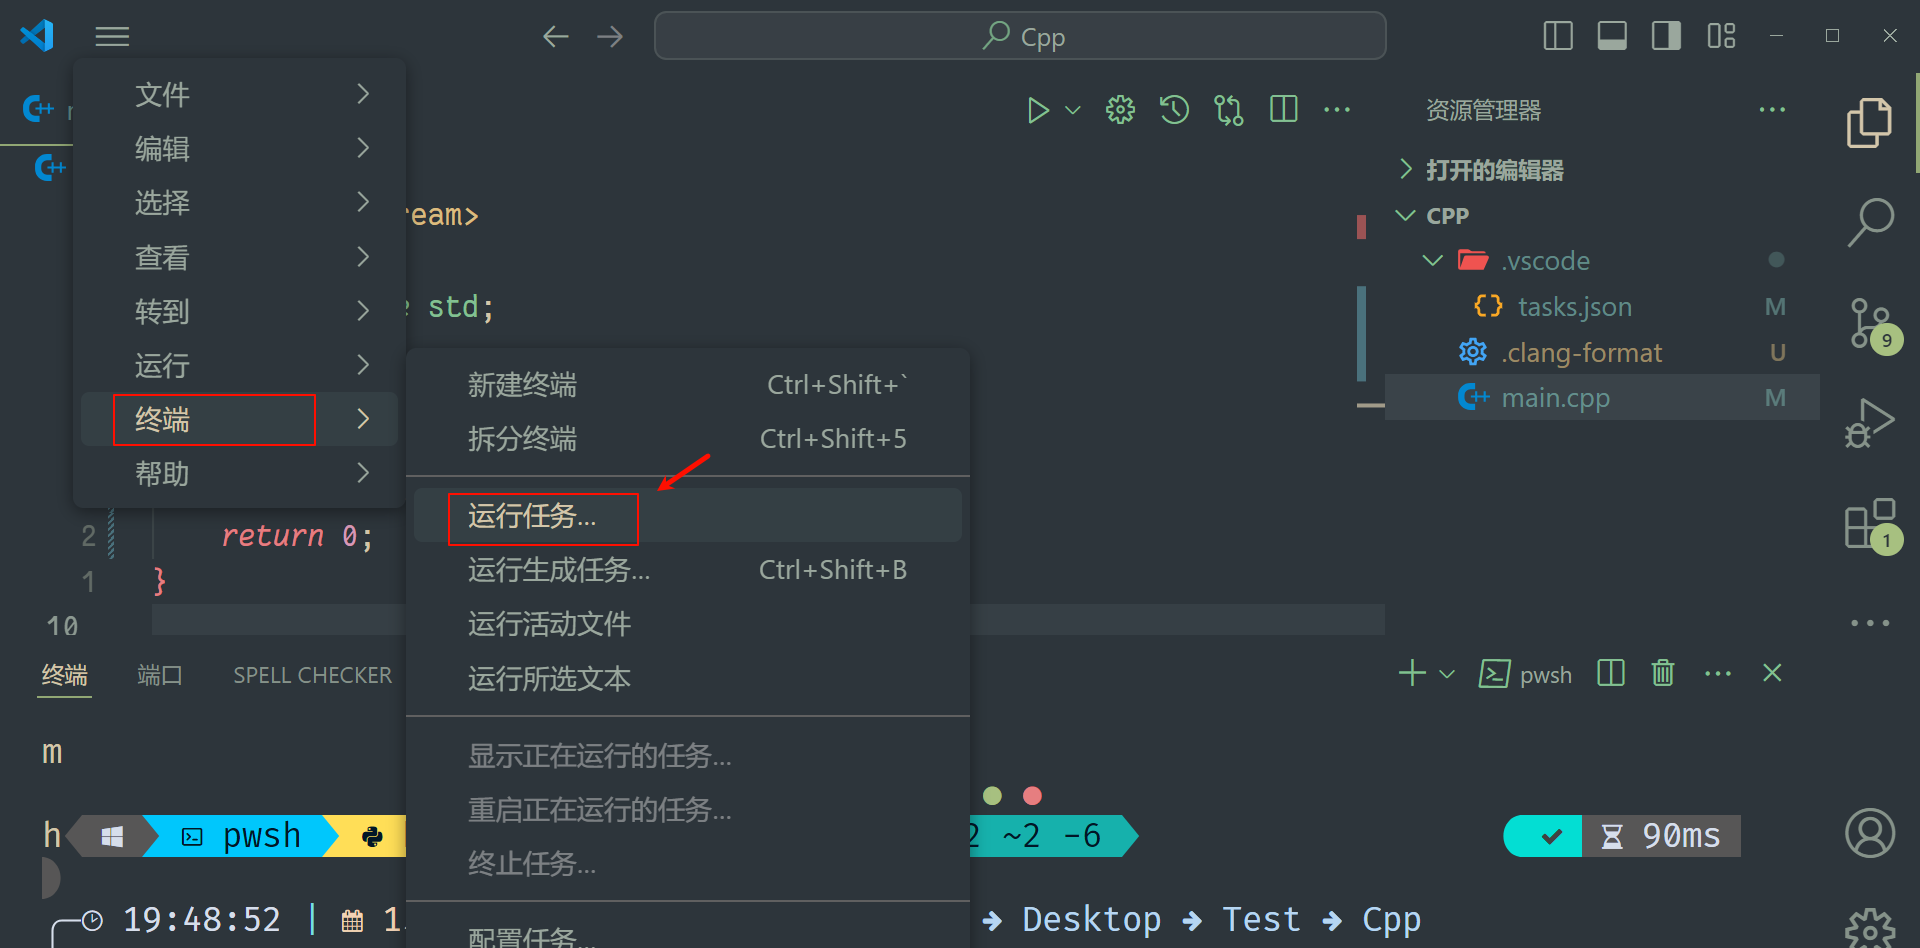 Cpp
文件
编辑
选择
查看
转到
运行
终端
帮助
ream>
std;
2
return 0;
1
}
10
新建终端 Ctrl+Shift+`
拆分终端 Ctrl+Shift+5
运行任务...
运行生成任务... Ctrl+Shift+B
运行活动文件
运行所选文本
显示正在运行的任务...
重启正在运行的任务...
终止任务...
配置任务...
资源管理器
打开的编辑器
CPP
.vscode
tasks.json M
.clang-format U
main.cpp M
9
1
终端 端口 SPELL CHECKER
pwsh
m
h pwsh 2 ~2 -6 90ms
19:48:52 | 1 Desktop Test Cpp